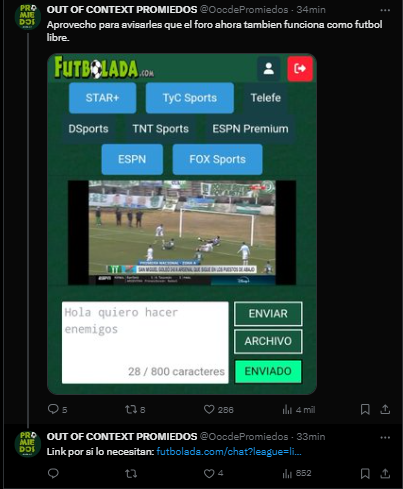 OUT OF CONTEXT PROMIEDOS @OocdePromiedos · 34min
Aprovecho para avisarles que el foro ahora tambien funciona como futbol
libre.
FUTBOLADA.COM
STAR+
TyC Sports
Telefe
DSports
TNT Sports
ESPN Premium
ESPN
FOX Sports
Hola quiero hacer
enemigos
28 / 800 caracteres
ENVIAR
ARCHIVO
ENVIADO
5
8
286
4 mil
PROMIEDOS
OUT OF CONTEXT PROMIEDOS @OocdePromiedos · 33min
Link por si lo necesitan: futbolada.com/chat?league=li...
4
852